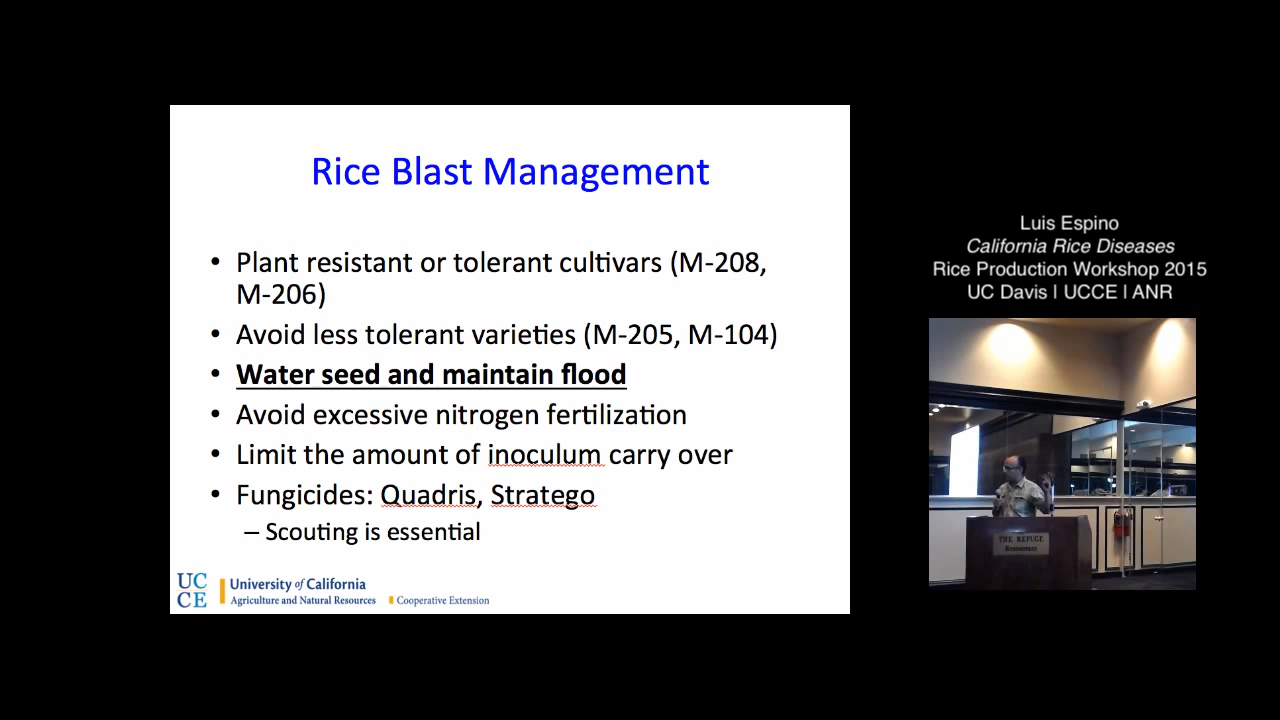 Rice Blast Management
• Plant resistant or tolerant cultivars (M-208,
M-206)
• Avoid less tolerant varieties (M-205, M-104)
• Water seed and maintain flood
• Avoid excessive nitrogen fertilization
• Limit the amount of inoculum carry over
• Fungicides: Quadris, Stratego
– Scouting is essential
UC
CE
University of California
Agriculture and Natural Resources
Cooperative Extension
Luis Espino
California Rice Diseases
Rice Production Workshop 2015
UC Davis | UCCE | ANR
THE REFUGE